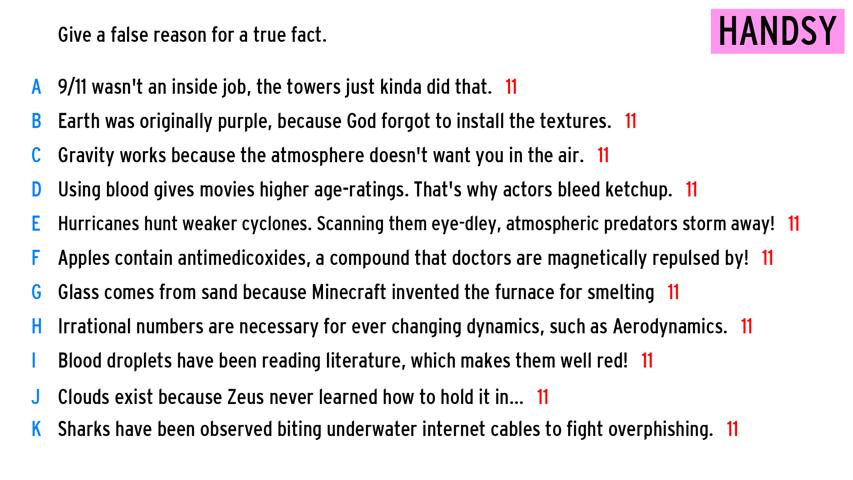 Give a false reason for a true fact.
HANDSY
A 9/11 wasn't an inside job, the towers just kinda did that. 11
B Earth was originally purple, because God forgot to install the textures. 11
C Gravity works because the atmosphere doesn't want you in the air. 11
D Using blood gives movies higher age-ratings. That's why actors bleed ketchup. 11
E Hurricanes hunt weaker cyclones. Scanning them eye-dley, atmospheric predators storm away! 11
F Apples contain antimedicoxides, a compound that doctors are magnetically repulsed by! 11
G Glass comes from sand because Minecraft invented the furnace for smelting 11
H Irrational numbers are necessary for ever changing dynamics, such as Aerodynamics. 11
I Blood droplets have been reading literature, which makes them well red! 11
J Clouds exist because Zeus never learned how to hold it in... 11
K Sharks have been observed biting underwater internet cables to fight overphishing. 11